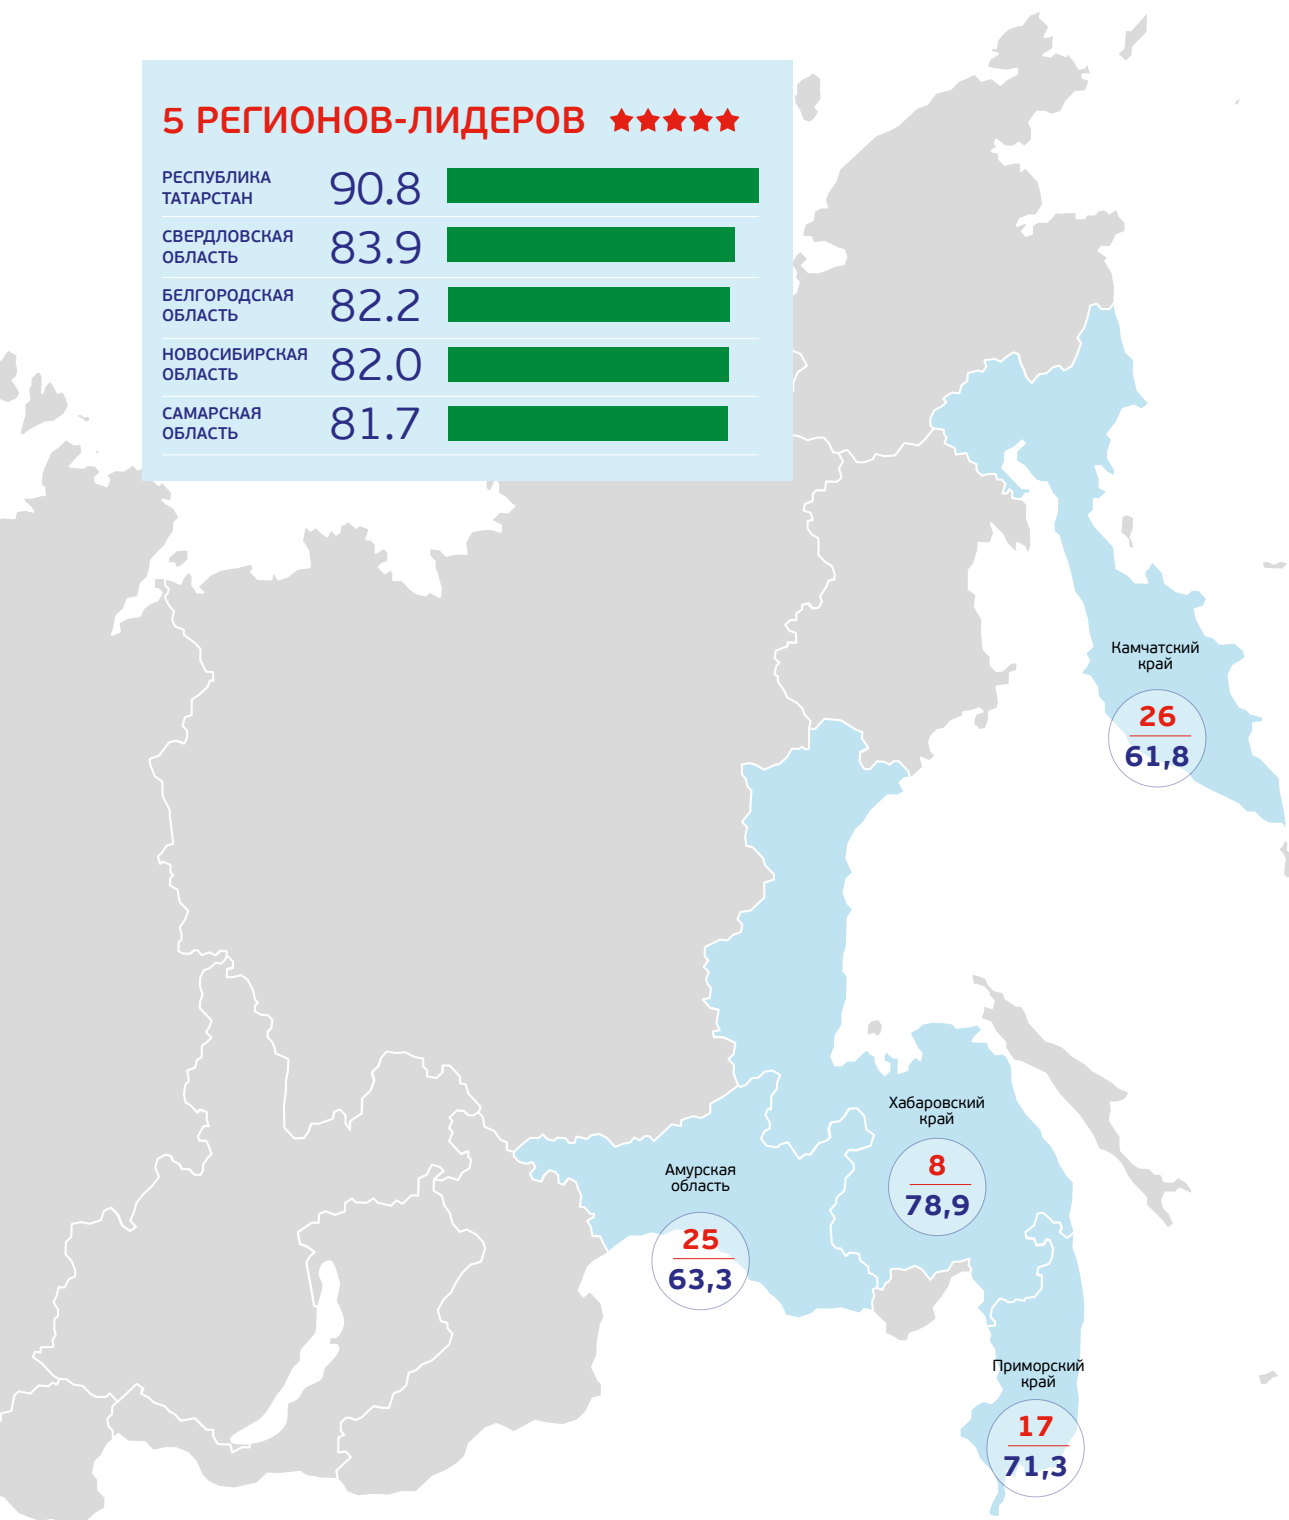 5 РЕГИОНОВ-ЛИДЕРОВ
РЕСПУБЛИКА
ТАТАРСТАН
90.8
СВЕРДЛОВСКАЯ
ОБЛАСТЬ
83.9
БЕЛГОРОДСКАЯ
ОБЛАСТЬ
82.2
НОВОСИБИРСКАЯ
ОБЛАСТЬ
82.0
САМАРСКАЯ
ОБЛАСТЬ
81.7
Камчатский
край
26
61,8
Хабаровский
край
8
78,9
Амурская
область
25
63,3
Приморский
край
17
71,3